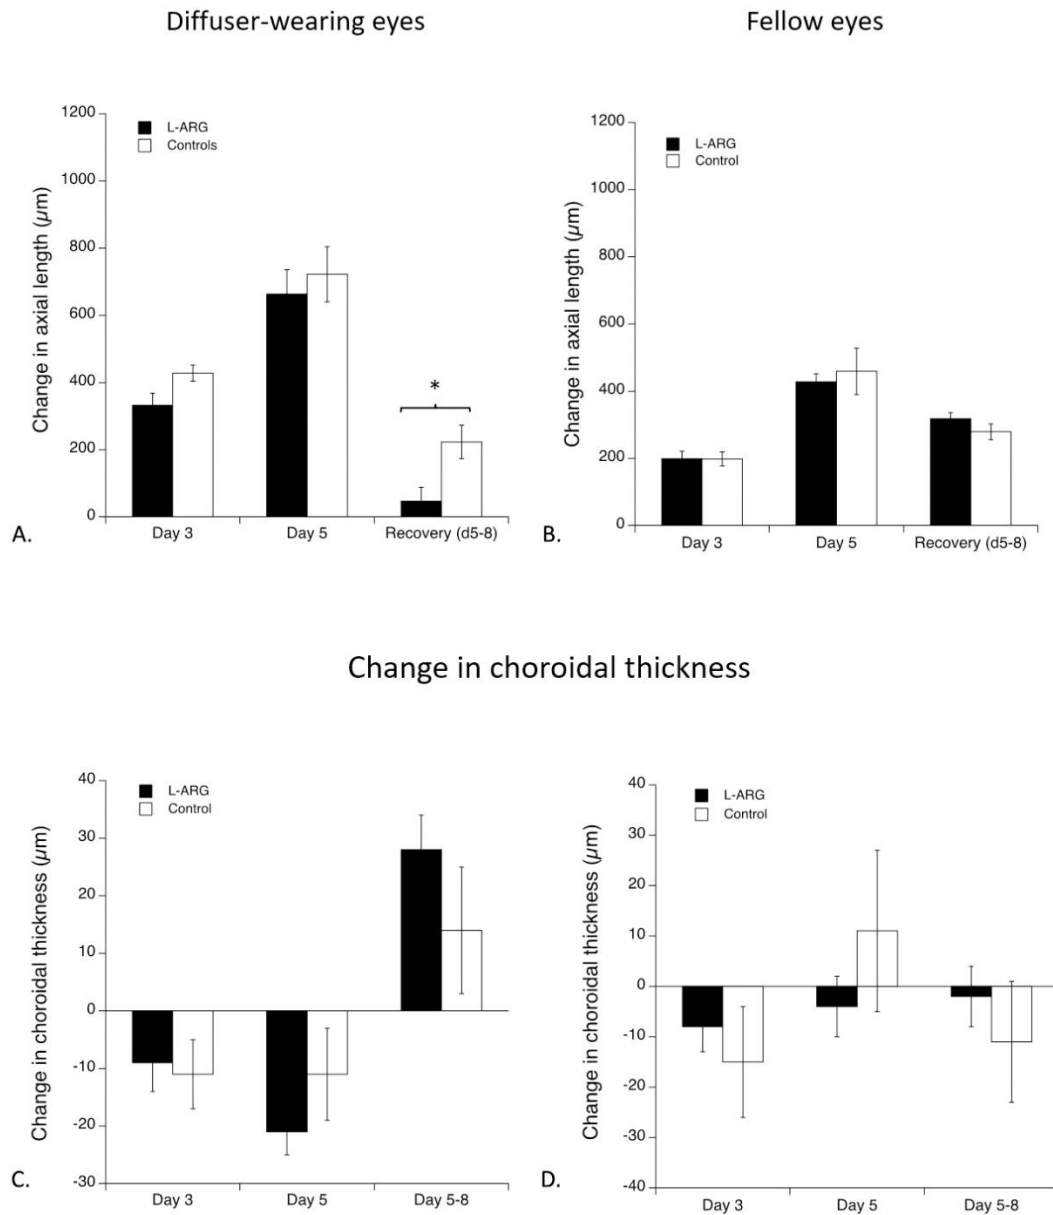 Diffuser-wearing eyes
Fellow eyes
1200
1000
800
600
400
200
0
Change in axial length (µm)
L-ARG
Controls
*
Day 3
Day 5
Recovery (d5-8)
A.
1200
1000
800
600
400
200
0
Change in axial length (µm)
L-ARG
Control
Day 3
Day 5
Recovery (d5-8)
B.
Change in choroidal thickness
40
30
20
10
0
-10
-20
-30
Change in choroidal thickness (µm)
L-ARG
Control
Day 3
Day 5
Day 5-8
C.
40
30
20
10
0
-10
-20
-30
-40
Change in choroidal thickness (µm)
L-ARG
Control
Day 3
Day 5
Day 5-8
D.